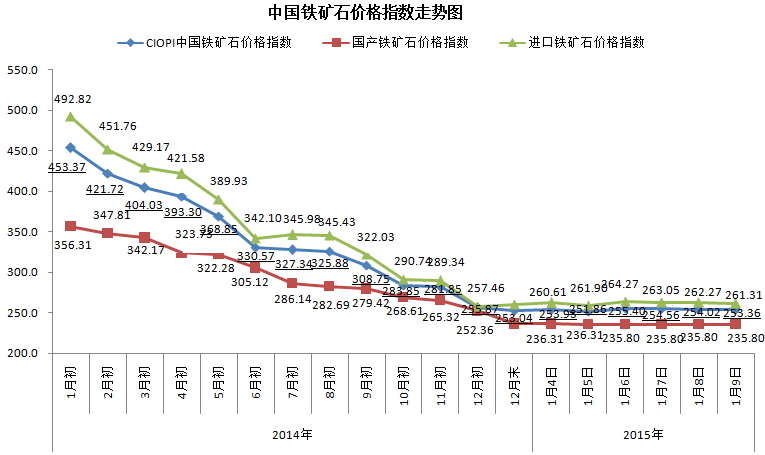 中国铁矿石价格指数走势图
CIOPI中国铁矿石价格指数 国产铁矿石价格指数 进口铁矿石价格指数
550.0
500.0
450.0
400.0
350.0
300.0
250.0
200.0
492.82 451.76 429.17 421.58 389.93 342.10 345.98 345.43 322.03 290.74 289.34 257.46 260.61 261.90 264.27 263.05 262.27 261.31
453.37 421.72 404.03 393.30 368.85 330.57 327.34 325.88 308.75 283.85 281.85 255.87 253.04 253.95 251.86 255.40 254.56 254.02 253.36
356.31 347.81 342.17 323.75 322.28 305.12 286.14 282.69 279.42 268.61 265.32 252.36 236.31 236.31 235.80 235.80 235.80 235.80
1月初 2月初 3月初 4月初 5月初 6月初 7月初 8月初 9月初 10月初 11月初 12月初 12月末 1月4日 1月5日 1月6日 1月7日 1月8日 1月9日
2014年 2015年